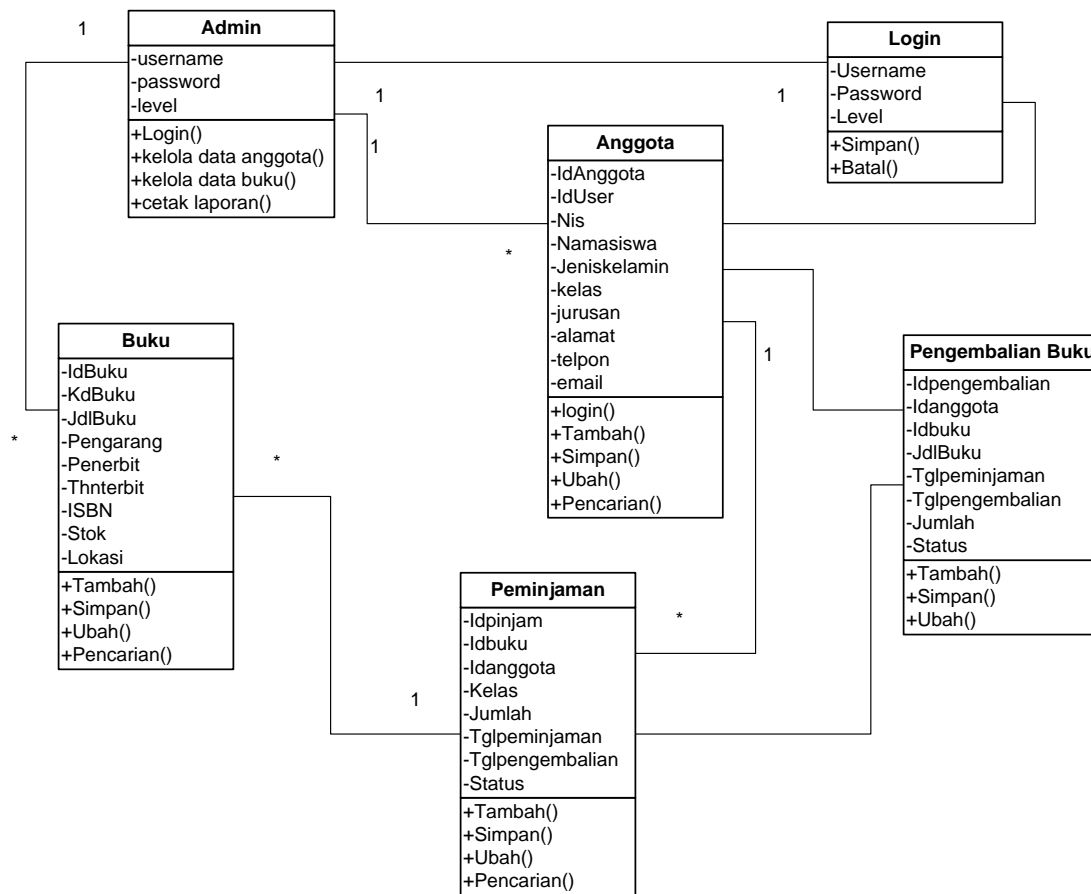 1
Admin
-username
-password
-level
+Login()
+kelola data anggota()
+kelola data buku()
+cetak laporan()
1
1
1
Login
-Username
-Password
-Level
+Simpan()
+Batal()
Anggota
-IdAnggota
-IdUser
-Nis
-Namasiswa
-Jeniskelamin
-kelas
-jurusan
-alamat
-telpon
-email
+login()
+Tambah()
+Simpan()
+Ubah()
+Pencarian()
*
1
Buku
-IdBuku
-KdBuku
-JdlBuku
-Pengarang
-Penerbit
-Thnterbit
-ISBN
-Stok
-Lokasi
+Tambah()
+Simpan()
+Ubah()
+Pencarian()
*
*
Pengembalian Buku
-Idpengembalian
-Idanggota
-Idbuku
-JdlBuku
-Tglpeminjaman
-Tglpengembalian
-Jumlah
-Status
+Tambah()
+Simpan()
+Ubah()
1
Peminjaman
-Idpinjam
-Idbuku
-Idanggota
-Kelas
-Jumlah
-Tglpeminjaman
-Tglpengembalian
-Status
+Tambah()
+Simpan()
+Ubah()
+Pencarian()
*